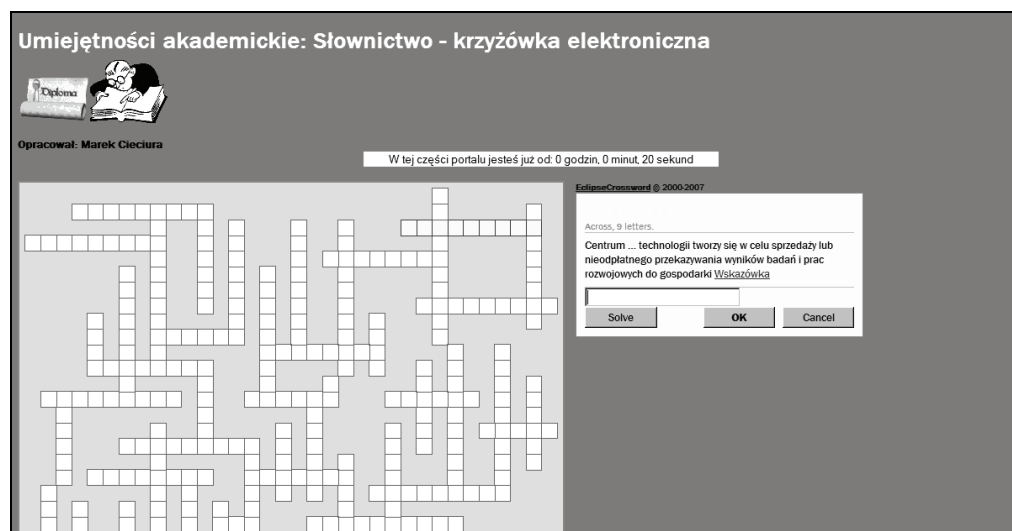 Umiejętności akademickie: Słownictwo - krzyżówka elektroniczna
Diploma
Opracował: Marek Cieciura
W tej części portalu jesteś już od: 0 godzin, 0 minut, 20 sekund
EclipseCrossword © 2000-2007
Across, 9 letters.
Centrum ... technologii tworzy się w celu sprzedaży lub
nieodpłatnego przekazywania wyników badań i prac
rozwojowych do gospodarki Wskazówka
Solve OK Cancel